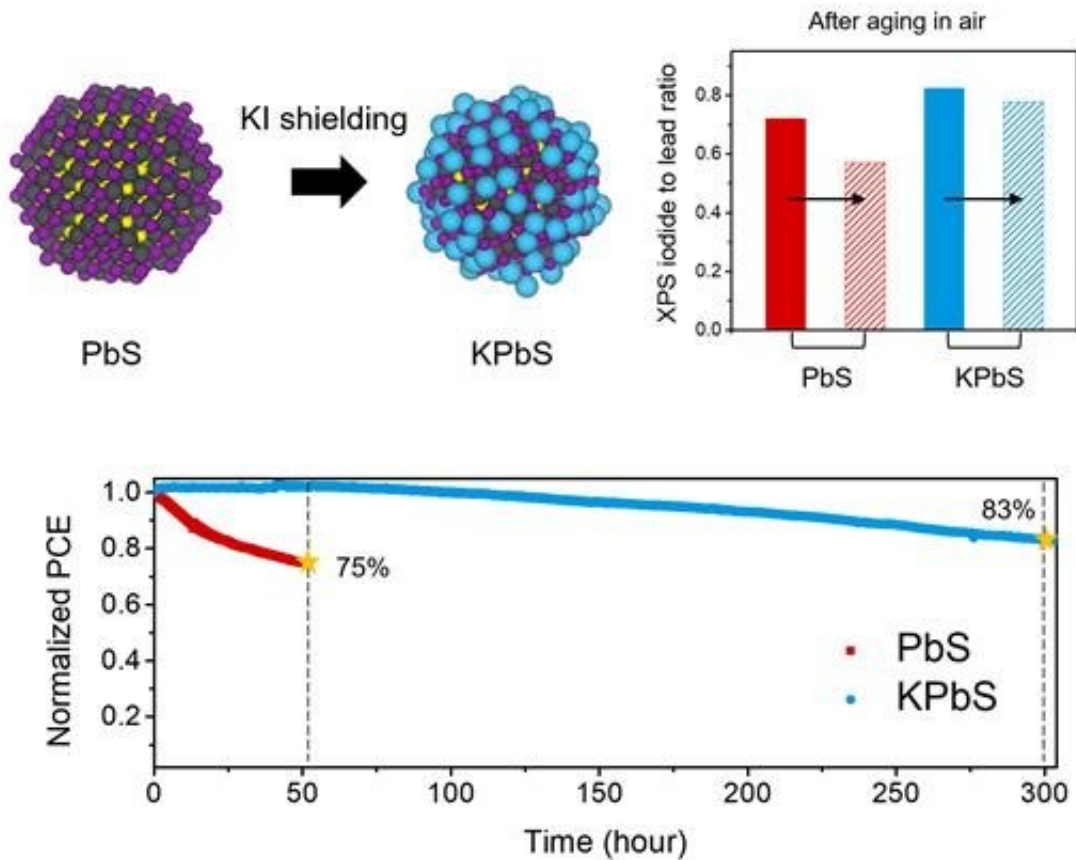 KI shielding
PbS
KPbS
After aging in air
XPS iodide to lead ratio
0.8
0.6
0.4
0.2
0.0
PbS
KPbS
Normalized PCE
1.0
0.8
0.6
0.4
0.2
75%
83%
PbS
KPbS
0 50 100 150 200 250 300
Time (hour)